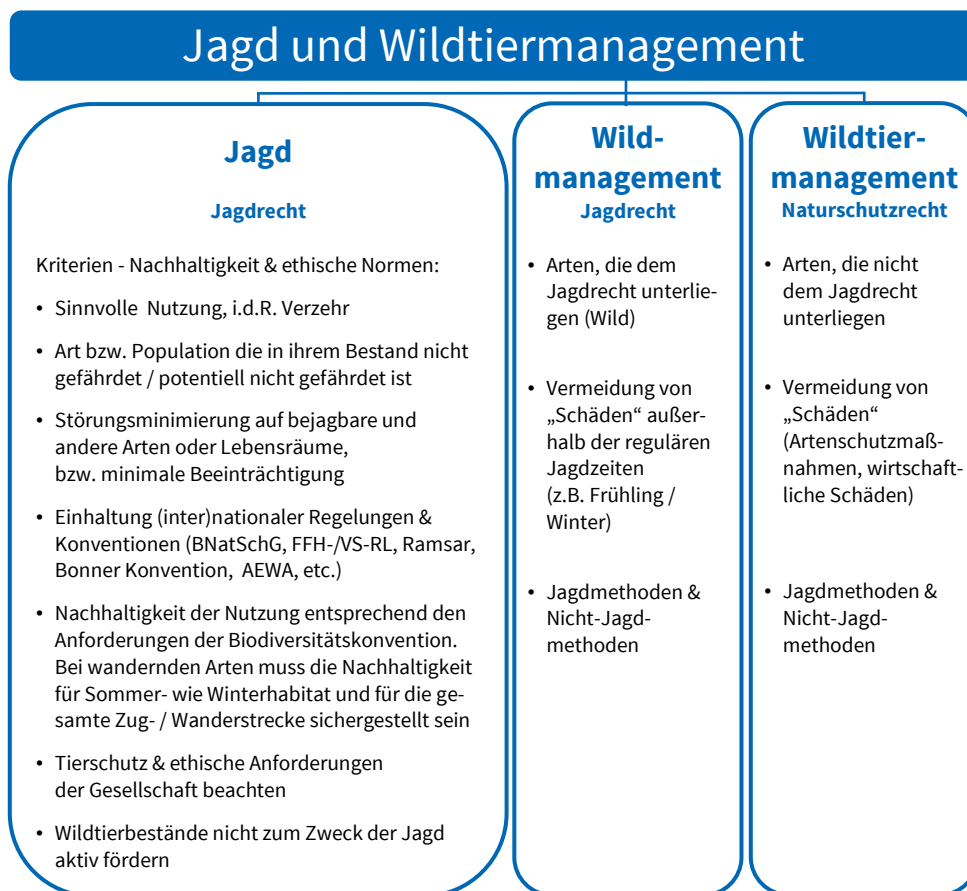 Jagd und Wildtiermanagement
Jagd
Jagdrecht
Kriterien - Nachhaltigkeit & ethische Normen:
• Sinnvolle Nutzung, i.d.R. Verzehr
• Art bzw. Population die in ihrem Bestand nicht
gefährdet / potentiell nicht gefährdet ist
• Störungsminimierung auf bejagbare und
andere Arten oder Lebensräume,
bzw. minimale Beeinträchtigung
• Einhaltung (inter)nationaler Regelungen &
Konventionen (BNatSchG, FFH-/VS-RL, Ramsar,
Bonner Konvention, AEWA, etc.)
• Nachhaltigkeit der Nutzung entsprechend den
Anforderungen der Biodiversitätskonvention.
Bei wandernden Arten muss die Nachhaltigkeit
für Sommer- wie Winterhabitat und für die ge-
samte Zug- / Wanderstrecke sichergestellt sein
• Tierschutz & ethische Anforderungen
der Gesellschaft beachten
• Wildtierbestände nicht zum Zweck der Jagd
aktiv fördern
Wild-
management
Jagdrecht
• Arten, die dem
Jagdrecht unterlie-
gen (Wild)
• Vermeidung von
„Schäden“ außer-
halb der regulären
Jagdzeiten
(z.B. Frühling /
Winter)
• Jagdmethoden &
Nicht-Jagd-
methoden
Wildtier-
management
Naturschutzrecht
• Arten, die nicht
dem Jagdrecht
unterliegen
• Vermeidung von
„Schäden“
(Artenschutzmaß-
nahmen, wirtschaft-
liche Schäden)
• Jagdmethoden &
Nicht-Jagd-
methoden